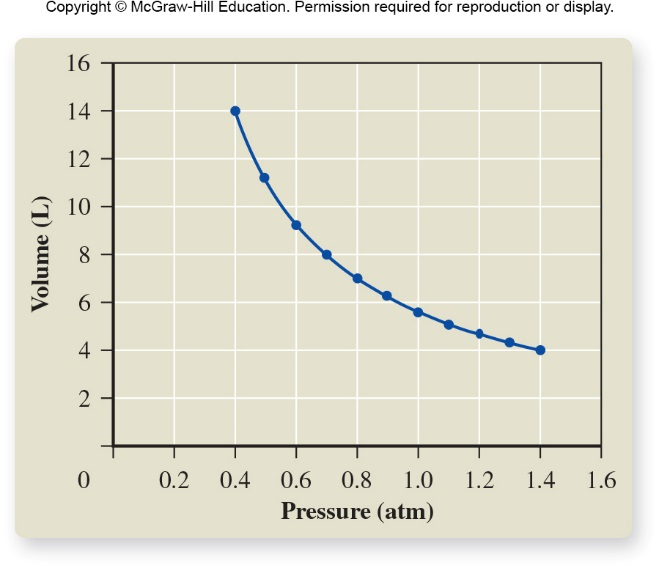 Copyright © McGraw-Hill Education. Permission required for reproduction or display.
16
14
12
10
8
6
4
2
Volume (L)
0 0.2 0.4 0.6 0.8 1.0 1.2 1.4 1.6
Pressure (atm)